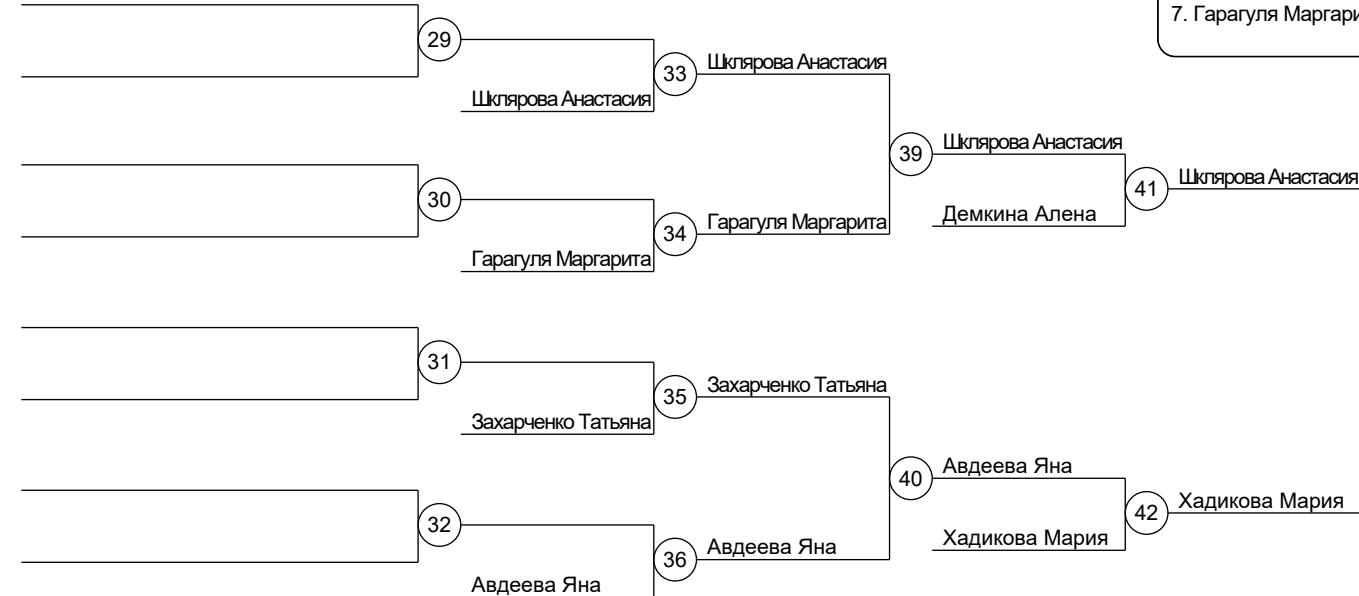 7. Гарагуля Маргари
29
33
Шклярова Анастасия
Шклярова Анастасия
39
Шклярова Анастасия
41
Шклярова Анастасия
Демкина Алена
30
34
Гарагуля Маргарита
Гарагуля Маргарита
31
35
Захарченко Татьяна
Захарченко Татьяна
40
Авдеева Яна
42
Хадикова Мария
Хадикова Мария
32
36
Авдеева Яна
Авдеева Яна